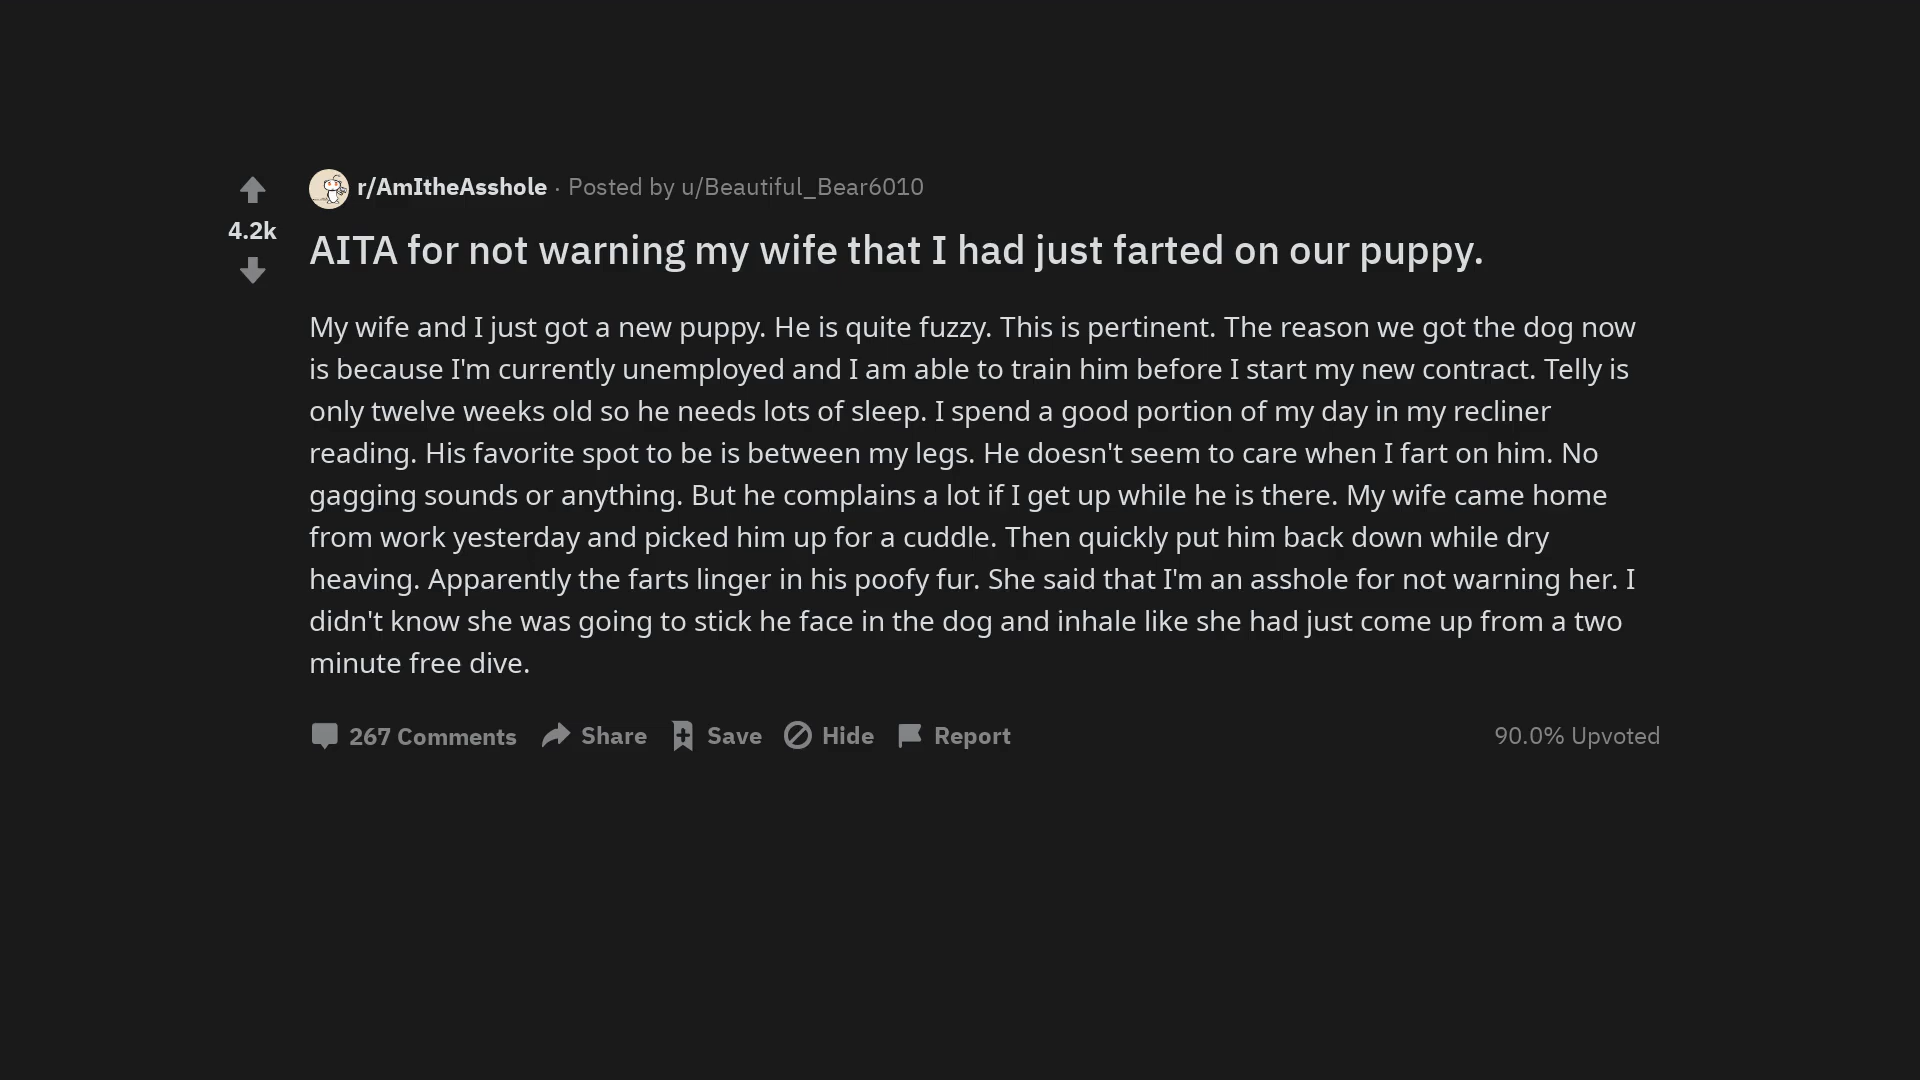 r/AmItheAsshole · Posted by u/Beautiful_Bear6010
4.2k
AITA for not warning my wife that I had just farted on our puppy.
My wife and I just got a new puppy. He is quite fuzzy. This is pertinent. The reason we got the dog now
is because I'm currently unemployed and I am able to train him before I start my new contract. Telly is
only twelve weeks old so he needs lots of sleep. I spend a good portion of my day in my recliner
reading. His favorite spot to be is between my legs. He doesn't seem to care when I fart on him. No
gagging sounds or anything. But he complains a lot if I get up while he is there. My wife came home
from work yesterday and picked him up for a cuddle. Then quickly put him back down while dry
heaving. Apparently the farts linger in his poofy fur. She said that I'm an asshole for not warning her. I
didn't know she was going to stick he face in the dog and inhale like she had just come up from a two
minute free dive.
267 Comments Share Save Hide Report 90.0% Upvoted